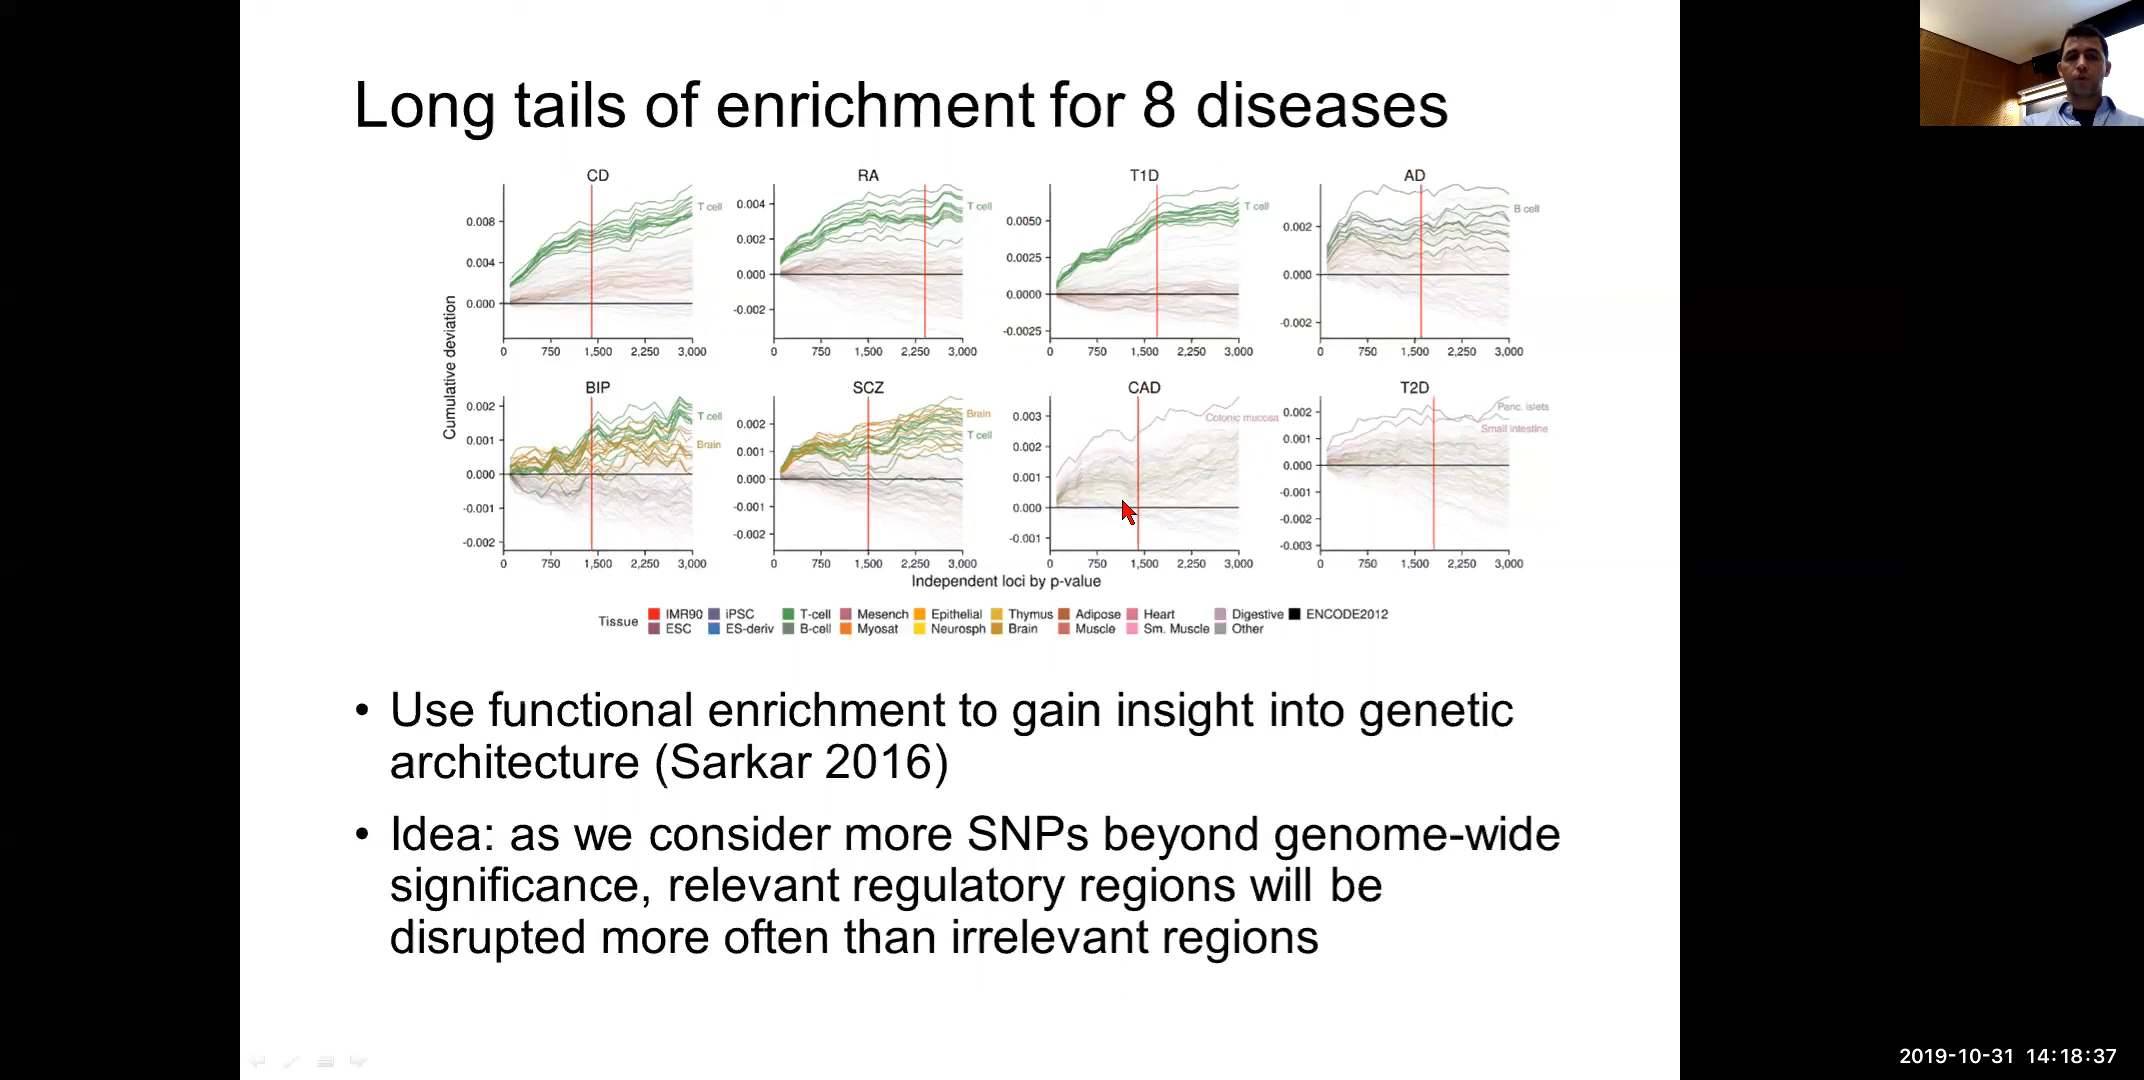 Long tails of enrichment for 8 diseases
CD
RA
T1D
AD
Cumulative deviation
0.008
0.004
0.000
T cell
0 750 1,500 2,250 3,000
0.004
0.002
0.000
-0.002
T cell
0 750 1,500 2,250 3,000
0.0050
0.0025
0.0000
-0.0025
T cell
0 750 1,500 2,250 3,000
0.002
0.000
-0.002
B cell
0 750 1,500 2,250 3,000
BIP
SCZ
CAD
T2D
0.002
0.001
0.000
-0.001
-0.002
T cell
Brain
0 750 1,500 2,250 3,000
0.002
0.001
0.000
-0.001
-0.002
Brain
T cell
0 750 1,500 2,250 3,000
0.003
0.002
0.001
0.000
-0.001
Colonic mucosa
0 750 1,500 2,250 3,000
0.002
0.001
0.000
-0.001
-0.002
-0.003
Panc. islets
Small intestine
0 750 1,500 2,250 3,000
Independent loci by p-value
Tissue
IMR90 iPSC T-cell Mesench Epithelial Thymus Adipose Heart Digestive ENCODE2012
ESC ES-deriv B-cell Myosat Neurosph Brain Muscle Sm. Muscle Other
• Use functional enrichment to gain insight into genetic
architecture (Sarkar 2016)
• Idea: as we consider more SNPs beyond genome-wide
significance, relevant regulatory regions will be
disrupted more often than irrelevant regions
2019-10-31 14:18:37